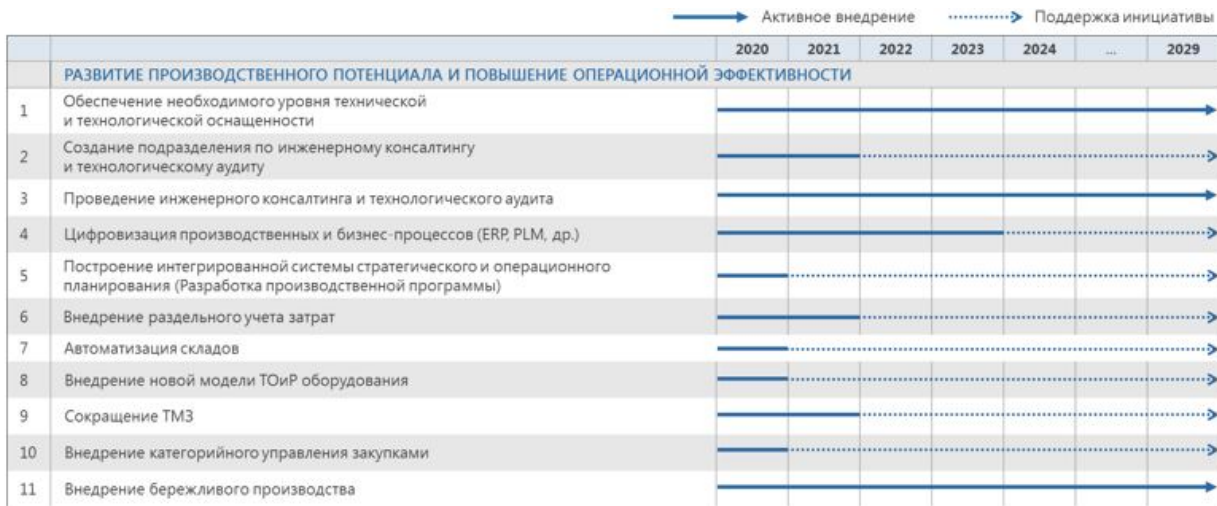 Активное внедрение Поддержка инициативы
2020 2021 2022 2023 2024 ... 2029
РАЗВИТИЕ ПРОИЗВОДСТВЕННОГО ПОТЕНЦИАЛА И ПОВЫШЕНИЕ ОПЕРАЦИОННОЙ ЭФФЕКТИВНОСТИ
1 Обеспечение необходимого уровня технической
и технологической оснащенности
2 Создание подразделения по инженерному консалтингу
и технологическому аудиту
3 Проведение инженерного консалтинга и технологического аудита
4 Цифровизация производственных и бизнес-процессов (ERP, PLM, др.)
5 Построение интегрированной системы стратегического и операционного
планирования (Разработка производственной программы)
6 Внедрение раздельного учета затрат
7 Автоматизация складов
8 Внедрение новой модели ТОиР оборудования
9 Сокращение ТМЗ
10 Внедрение категорийного управления закупками
11 Внедрение бережливого производства